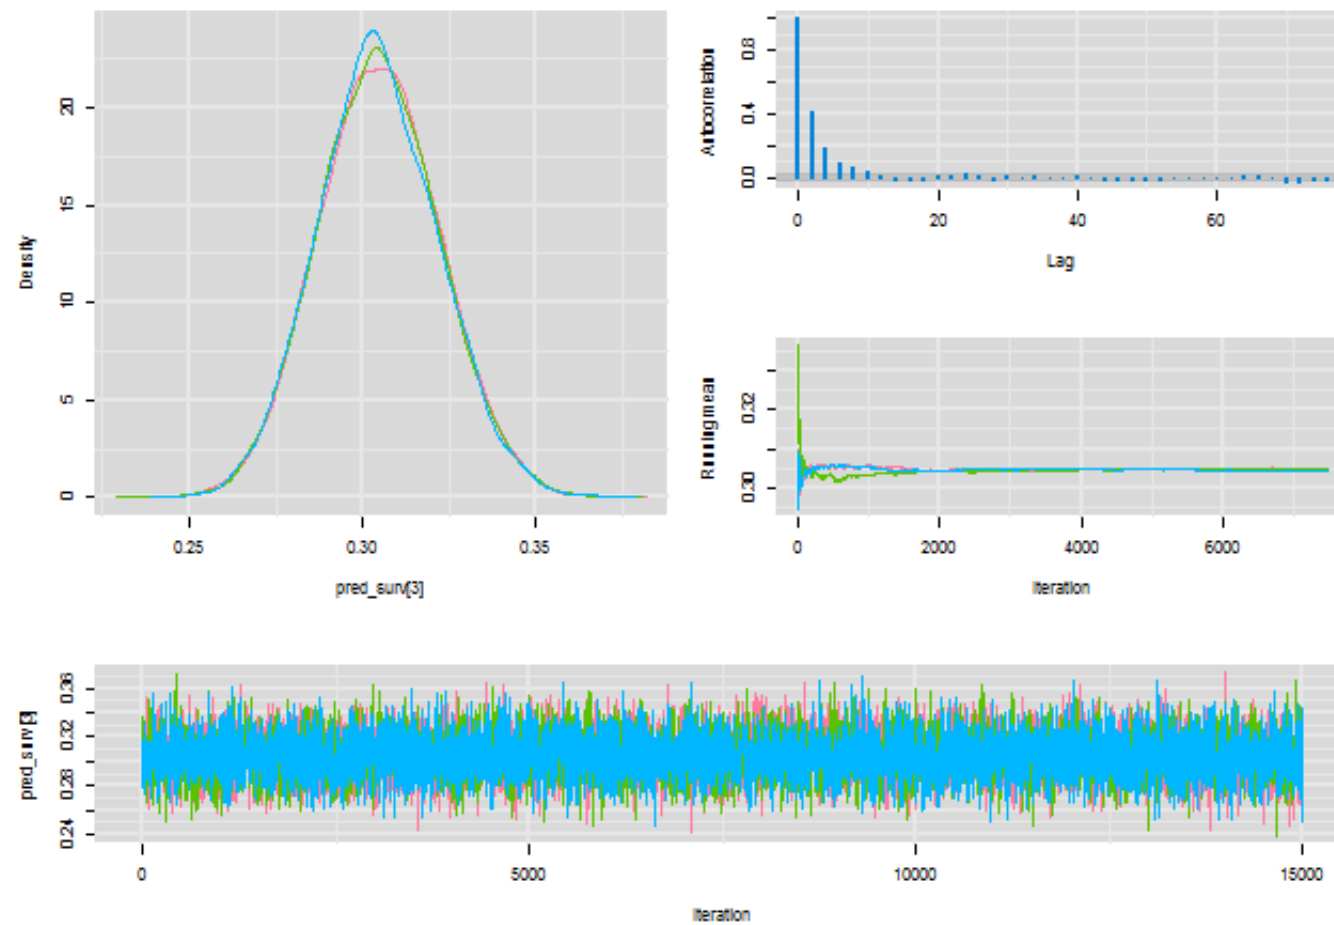 Density
20
15
10
5
0
0.25 0.30 0.35
pred_surv[3]
Autocorrelation
0.8
0.4
0.0
0 20 40 60
Lag
Running mean
0.32
0.30
0 2000 4000 6000
Iteration
pred_surv[3]
0.36
0.32
0.28
0.24
0 5000 10000 15000
Iteration